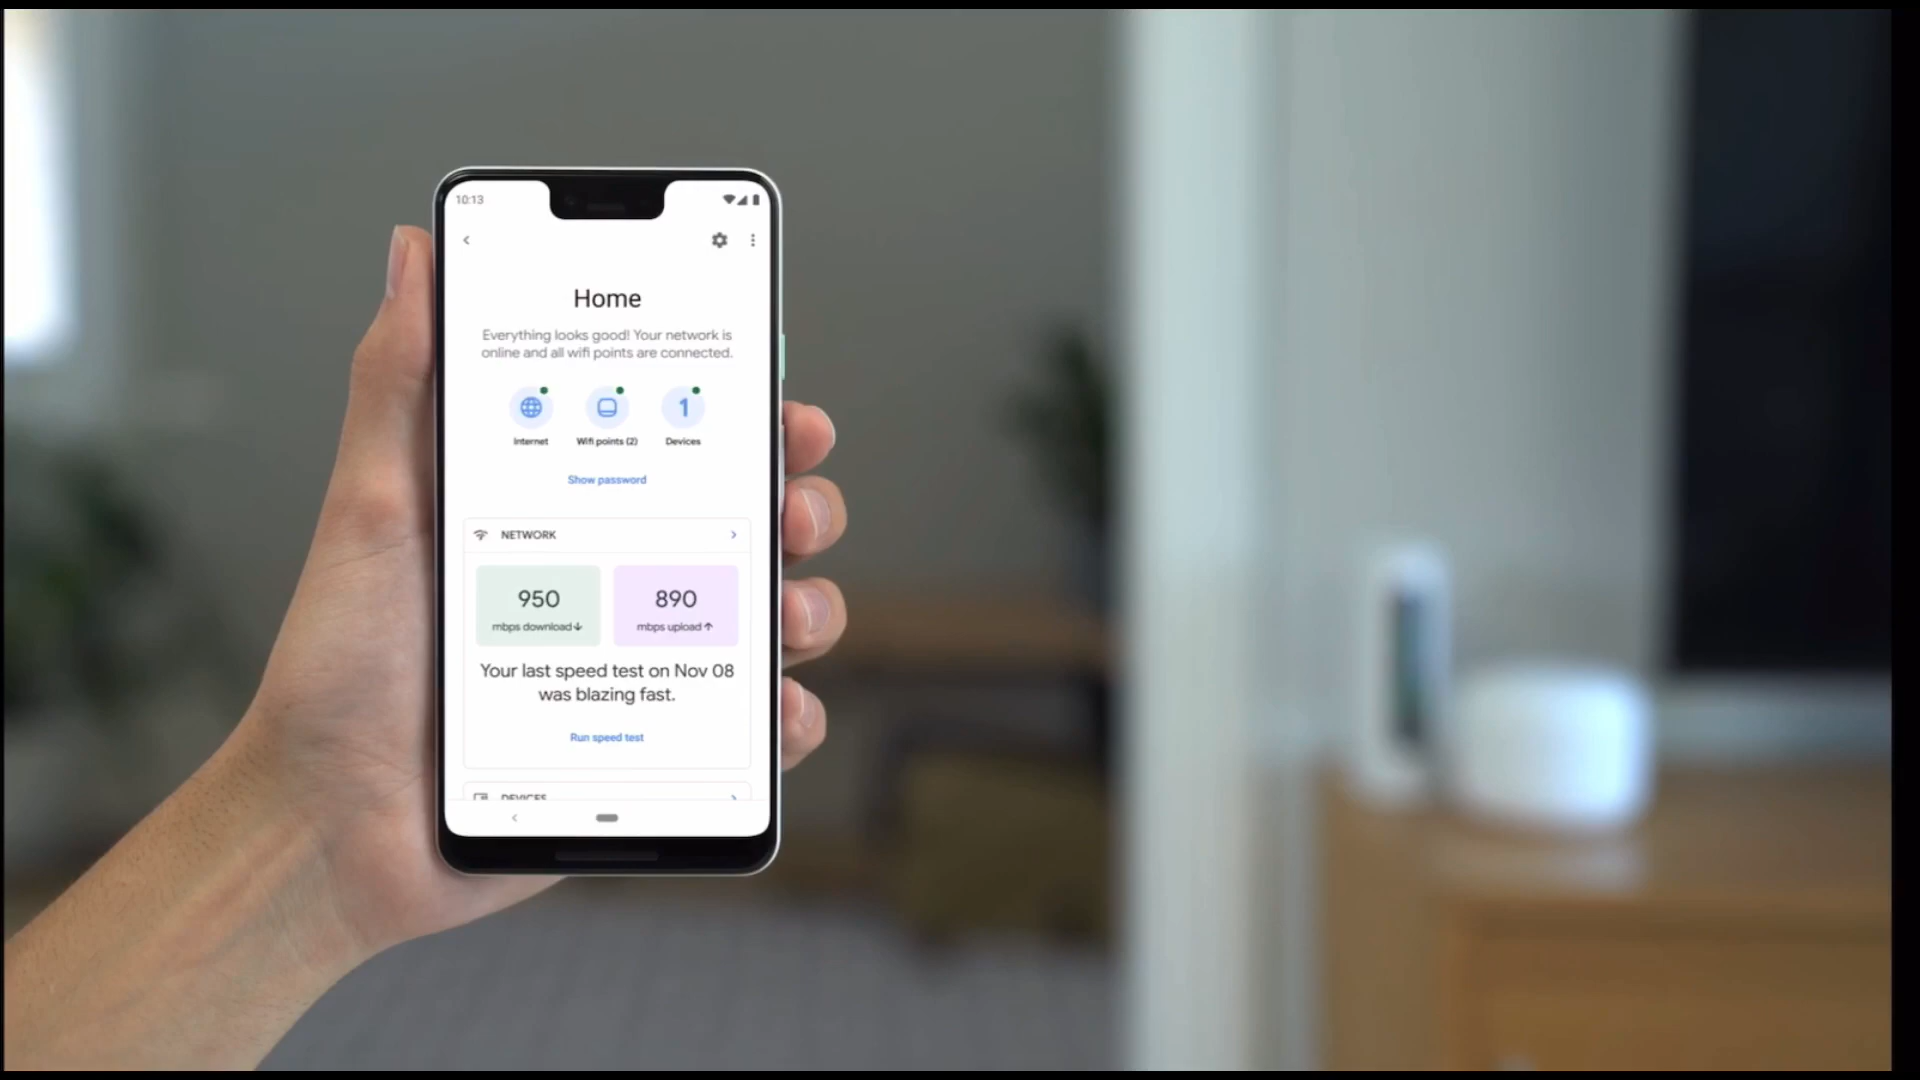 10:13
Home
Everything looks good! Your network is
online and all wifi points are connected.
1
Internet
Wifi points (2)
Devices
Show password
NETWORK
950
mbps download
890
mbps upload
Your last speed test on Nov 08
was blazing fast.
Run speed test
DEVICES